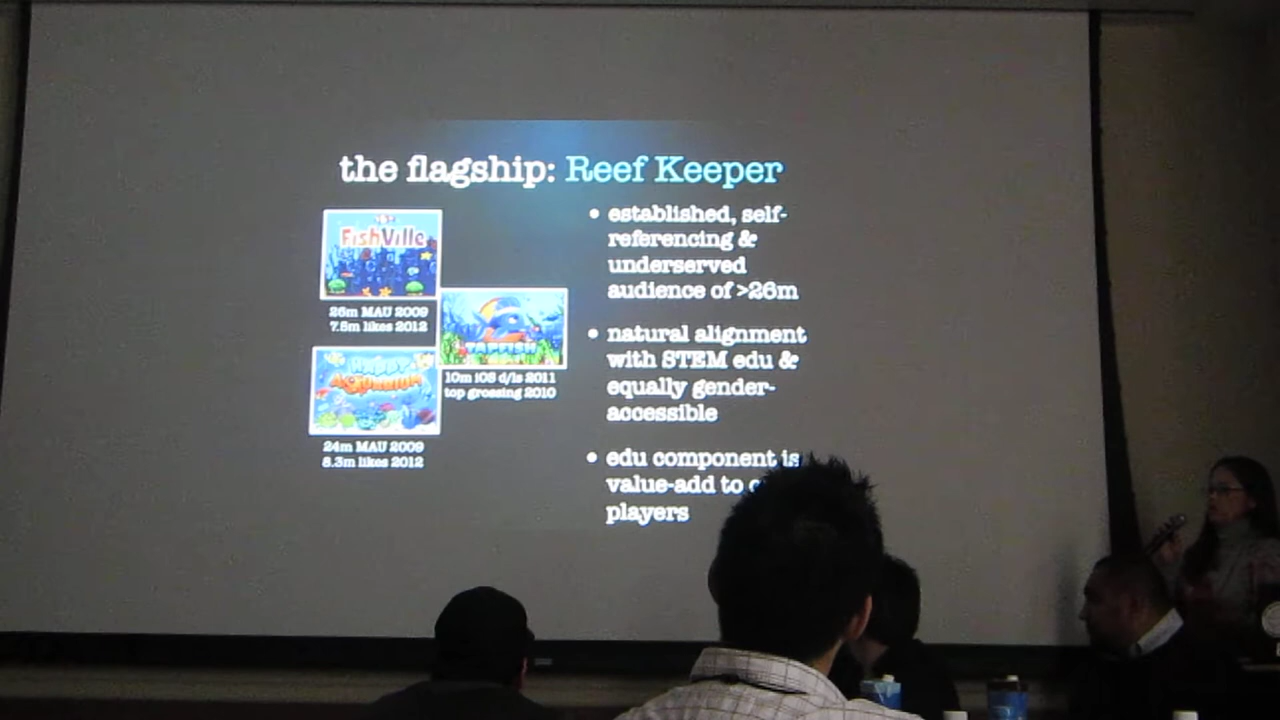 the flagship: Reef Keeper
FishVille
26m MAU 2009
7.5m likes 2012
TAPFISH
10m iOS d/ls 2011
top grossing 2010
HAPPY
AQUARIUM
24m MAU 2009
8.3m likes 2012
• established, self-
referencing &
underserved
audience of >26m
• natural alignment
with STEM edu &
equally gender-
accessible
• edu component is
value-add to
players